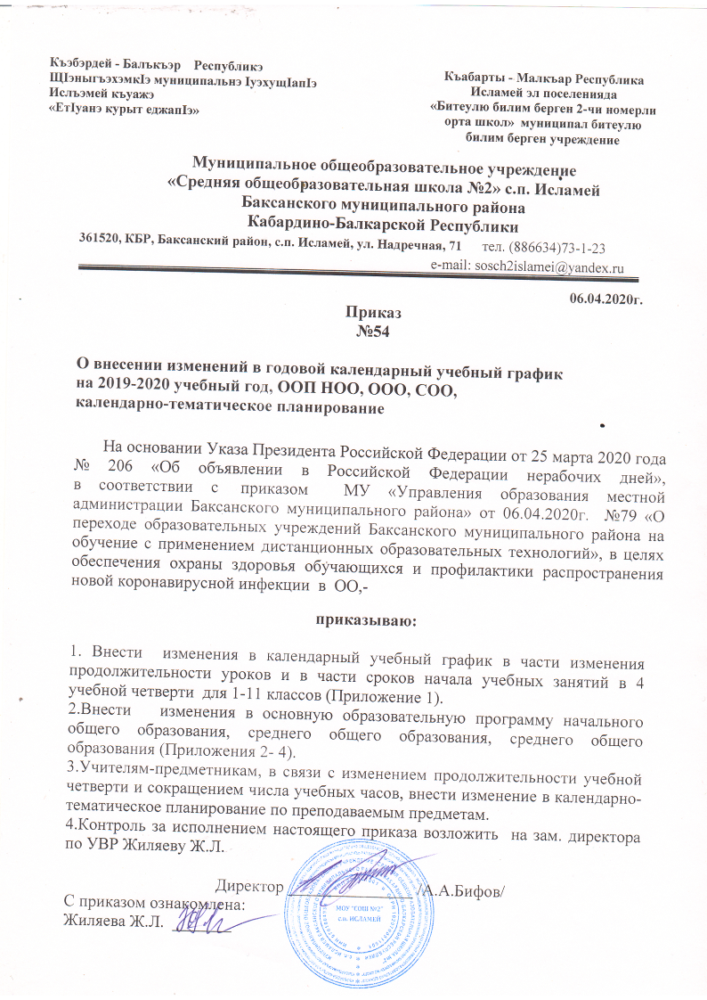 Къэбэрдей - Балъкъэр Республикэ
ЩIэныгъэхэмкIэ муниципальнэ IуэхущIапIэ
Ислъэмей къуажэ
«ЕтIуанэ курыт еджапIэ»
Къабарты - Малкъар Республика
Исламей эл поселенияда
«Битеулю билим берген 2-чи номерли
орта школ» муниципал битеулю
билим берген учреждение
Муниципальное общеобразовательное учреждение
«Средняя общеобразовательная школа №2» с.п. Исламей
Баксанского муниципального района
Кабардино-Балкарской Республики
361520, КБР, Баксанский район, с.п. Исламей, ул. Надречная, 71 тел. (886634)73-1-23
e-mail: sosch2islamei@yandex.ru
06.04.2020г.
Приказ
№54
О внесении изменений в годовой календарный учебный график
на 2019-2020 учебный год, ООП НОО, ООО, СОО,
календарно-тематическое планирование
На основании Указа Президента Российской Федерации от 25 марта 2020 года
№ 206 «Об объявлении в Российской Федерации нерабочих дней»,
в соответствии с приказом МУ «Управления образования местной
администрации Баксанского муниципального района» от 06.04.2020г. №79 «О
переходе образовательных учреждений Баксанского муниципального района на
обучение с применением дистанционных образовательных технологий», в целях
обеспечения охраны здоровья обучающихся и профилактики распространения
новой коронавирусной инфекции в ОО,-
приказываю:
1. Внести изменения в календарный учебный график в части изменения
продолжительности уроков и в части сроков начала учебных занятий в 4
учебной четверти для 1-11 классов (Приложение 1).
2.Внести изменения в основную образовательную программу начального
общего образования, среднего общего образования, среднего общего
образования (Приложения 2- 4).
3.Учителям-предметникам, в связи с изменением продолжительности учебной
четверти и сокращением числа учебных часов, внести изменение в календарно-
тематическое планирование по преподаваемым предметам.
4.Контроль за исполнением настоящего приказа возложить на зам. директора
по УВР Жиляеву Ж.Л.
Директор /А.А.Бифов/
С приказом ознакомлена:
Жиляева Ж.Л.
МОУ "СОШ №2"
с.п. ИСЛАМЕЙ